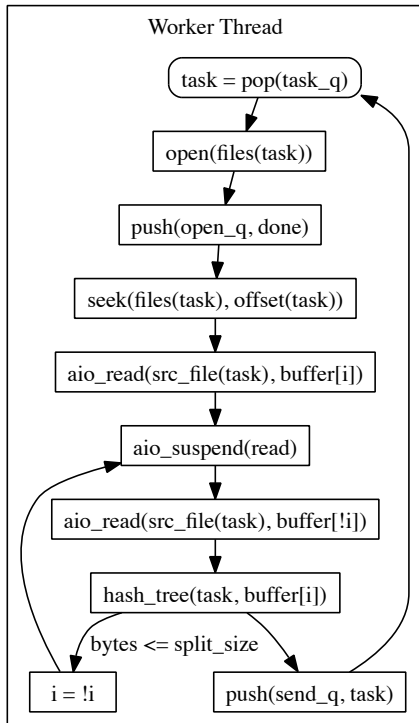 Worker Thread
task = pop(task_q)
open(files(task))
push(open_q, done)
seek(files(task), offset(task))
aio_read(src_file(task), buffer[i])
aio_suspend(read)
aio_read(src_file(task), buffer[!i])
hash_tree(task, buffer[i])
bytes <= split_size
i = !i
push(send_q, task)